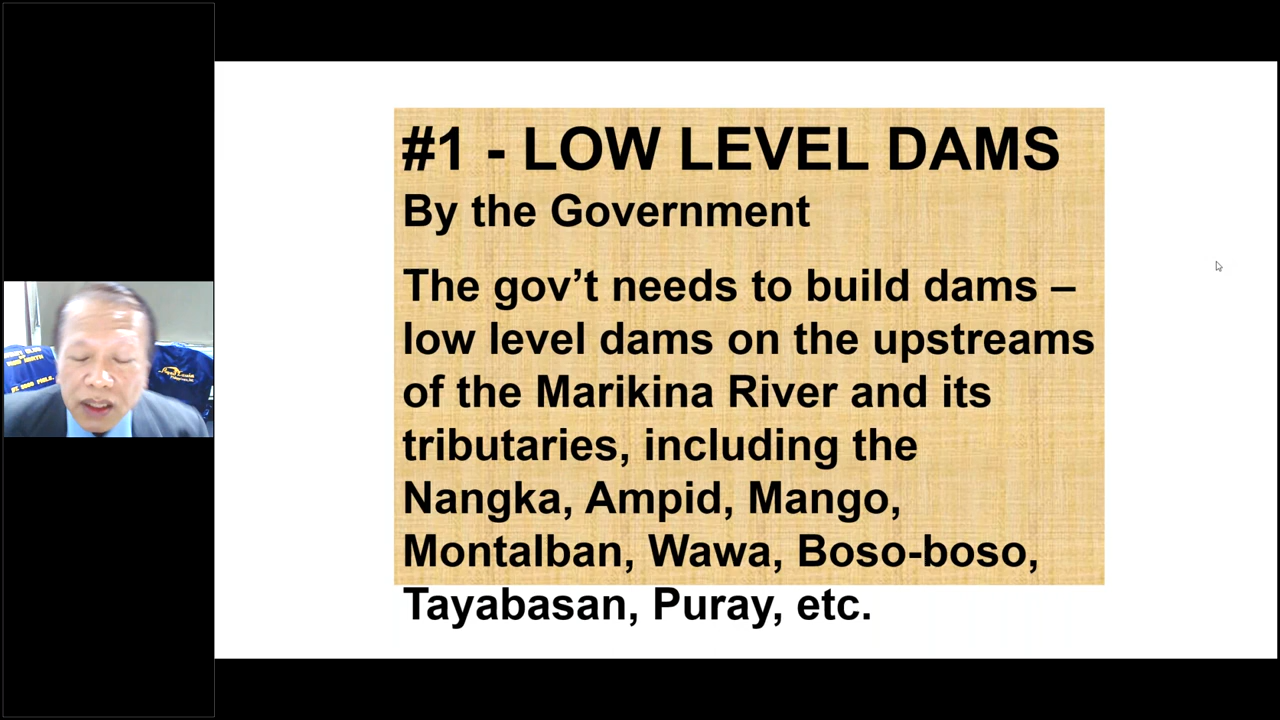 #1 - LOW LEVEL DAMS
By the Government
The gov’t needs to build dams –
low level dams on the upstreams
of the Marikina River and its
tributaries, including the
Nangka, Ampid, Mango,
Montalban, Wawa, Boso-boso,
Tayabasan, Puray, etc.